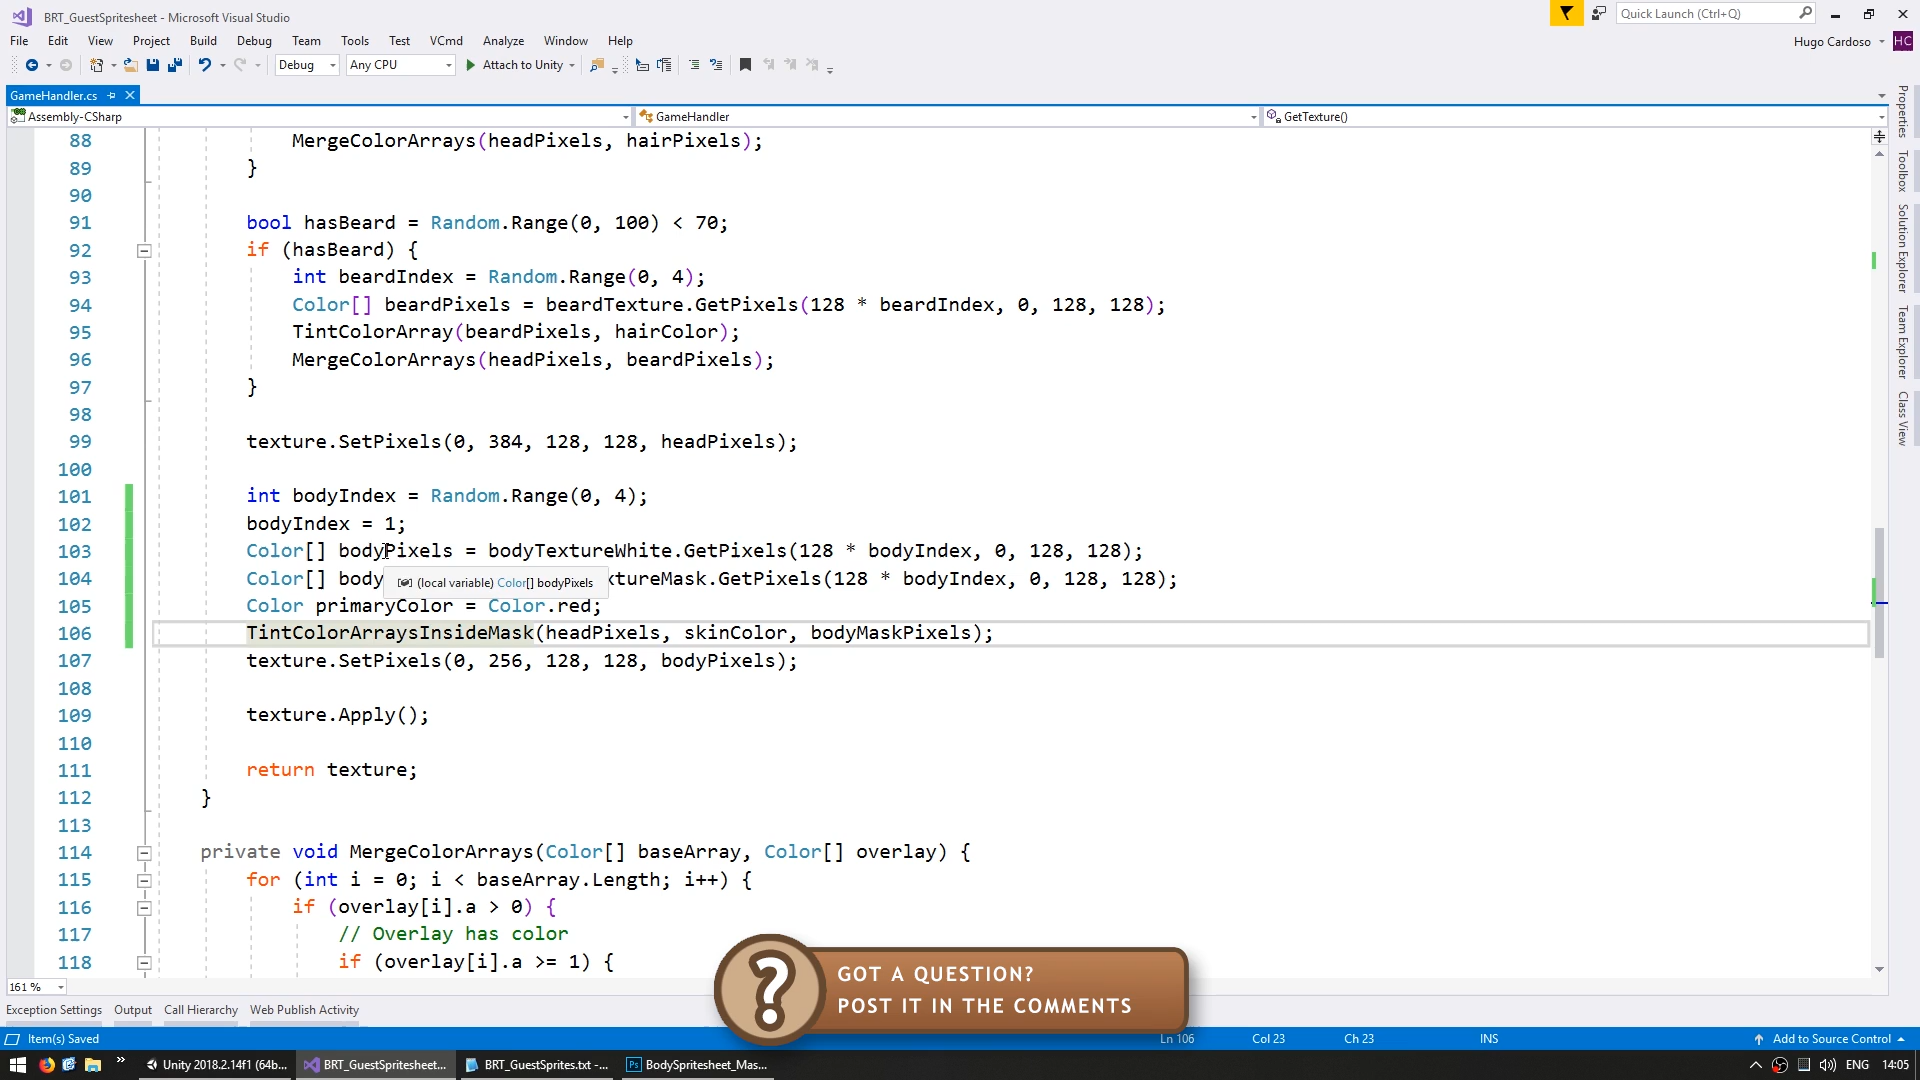 BRT_GuestSpritesheet - Microsoft Visual Studio
Quick Launch (Ctrl+Q)
File Edit View Project Build Debug Team Tools Test VCmd Analyze Window Help
Hugo Cardoso HC
Debug Any CPU Attach to Unity
GameHandler.cs
Assembly-CSharp GameHandler GetTexture()
88 MergeColorArrays(headPixels, hairPixels);
89 }
90
91 bool hasBeard = Random.Range(0, 100) < 70;
92 if (hasBeard) {
93 int beardIndex = Random.Range(0, 4);
94 Color[] beardPixels = beardTexture.GetPixels(128 * beardIndex, 0, 128, 128);
95 TintColorArray(beardPixels, hairColor);
96 MergeColorArrays(headPixels, beardPixels);
97 }
98
99 texture.SetPixels(0, 384, 128, 128, headPixels);
100
101 int bodyIndex = Random.Range(0, 4);
102 bodyIndex = 1;
103 Color[] bodyPixels = bodyTextureWhite.GetPixels(128 * bodyIndex, 0, 128, 128);
104 Color[] body xtureMask.GetPixels(128 * bodyIndex, 0, 128, 128);
(local variable) Color[] bodyPixels
105 Color primaryColor = Color.red;
106 TintColorArraysInsideMask(headPixels, skinColor, bodyMaskPixels);
107 texture.SetPixels(0, 256, 128, 128, bodyPixels);
108
109 texture.Apply();
110
111 return texture;
112 }
113
114 private void MergeColorArrays(Color[] baseArray, Color[] overlay) {
115 for (int i = 0; i < baseArray.Length; i++) {
116 if (overlay[i].a > 0) {
117 // Overlay has color
118 if (overlay[i].a >= 1) {
Properties
Toolbox
Solution Explorer
Team Explorer
Class View
GOT A QUESTION?
POST IT IN THE COMMENTS
161 %
Exception Settings Output Call Hierarchy Web Publish Activity
Item(s) Saved Ln 106 Col 23 Ch 23 INS Add to Source Control
Unity 2018.2.14f1 (64b... BRT_GuestSpritesheet... BRT_GuestSprites.txt -... Ps BodySpritesheet_Mas... ENG 14:05